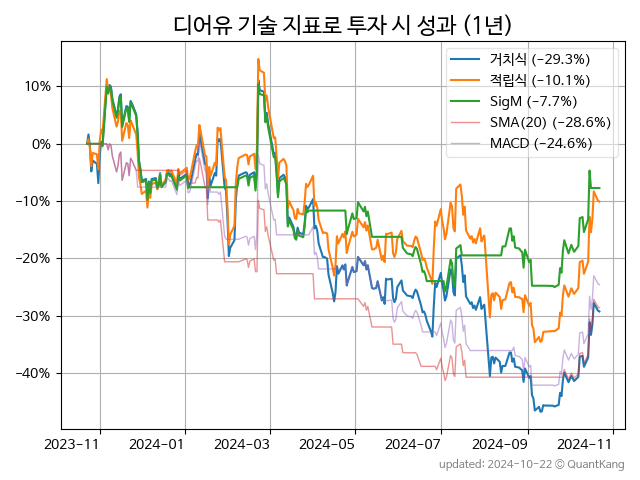 디어유 기술 지표로 투자 시 성과 (1년)
거치식 (−29.3%)
적립식 (−10.1%)
SigM (−7.7%)
SMA(20) (−28.6%)
MACD (−24.6%)
10%
0%
−10%
−20%
−30%
−40%
2023-11 2024-01 2024-03 2024-05 2024-07 2024-09 2024-11
updated: 2024-10-22 © QuantKang